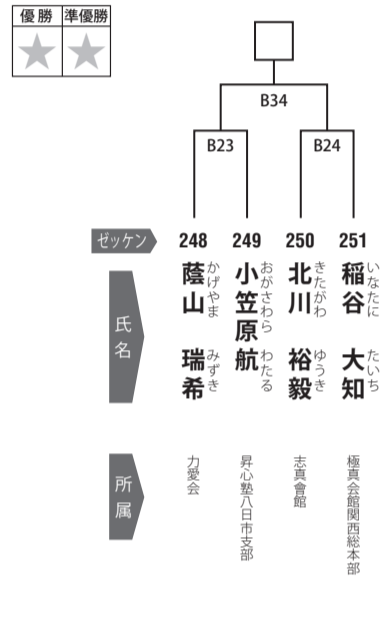 優勝 準優勝
B34
B23 B24
ゼッケン 248 249 250 251
氏名
蔭山 瑞希
かげやま みずき
小笠原 航
おがさわら わたる
北川 裕毅
きたがわ ゆうき
稲谷 大知
いなたに たいち
所属
力愛会
昇心塾八日市支部
志真會館
極真会館関西総本部